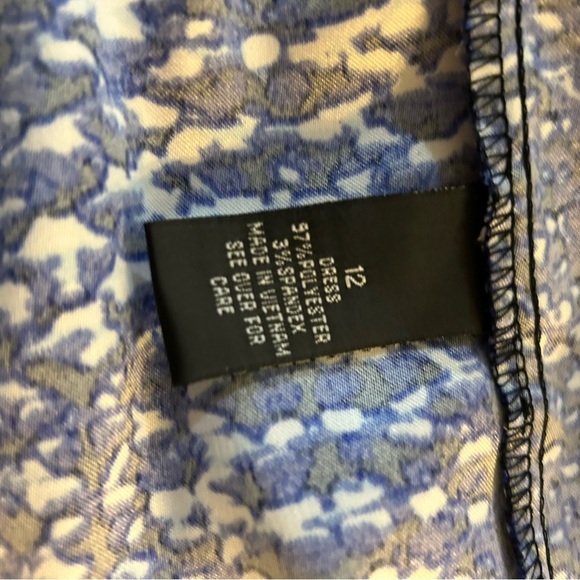 12
DRESS
97%POLYESTER
3%SPANDEX
MADE IN VIETNAM
SEE OVER FOR
CARE